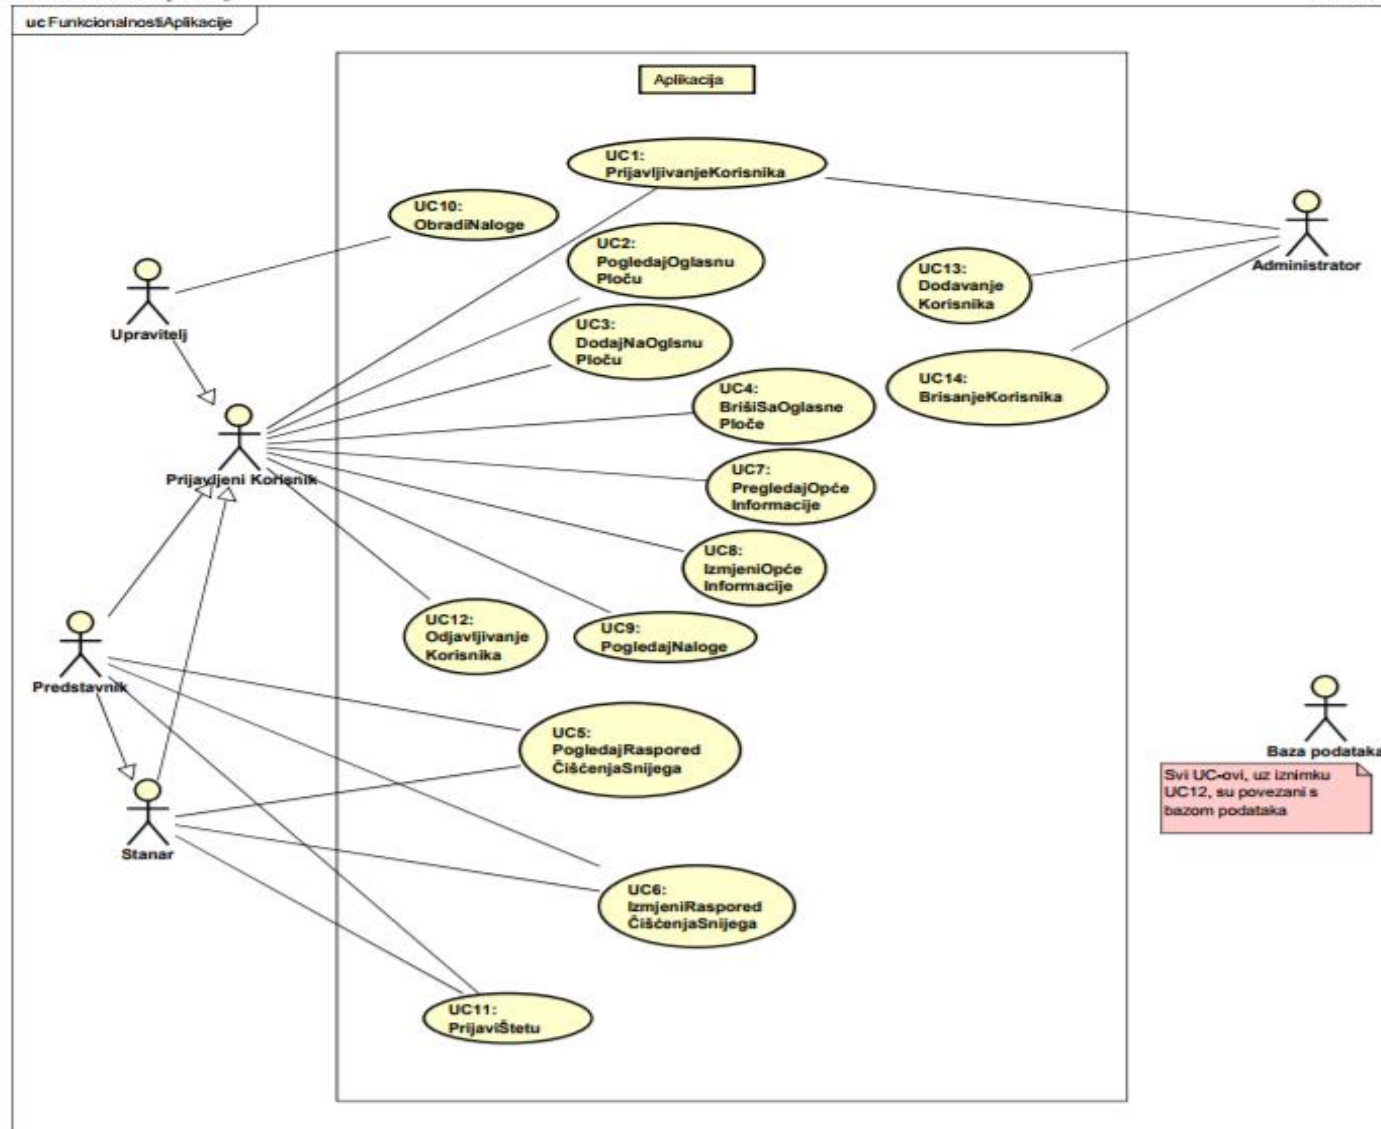 uc FunkcionalnostiAplikacije
Aplikacija
UC1:
PrijavljivanjeKorisnika
UC10:
ObradiNaloge
UC2:
PogledajOglasnu
Ploču
UC13:
Dodavanje
Korisnika
Administrator
Upravitelj
UC3:
DodajNaOglsnu
Ploču
UC4:
BrišiSaOglasne
Ploče
UC14:
BrisanjeKorisnika
Prijavljeni Korisnik
UC7:
PregledajOpće
Informacije
UC8:
IzmjeniOpće
Informacije
UC12:
Odjavljivanje
Korisnika
UC9:
PogledajNaloge
Predstavnik
UC5:
PogledajRaspored
ČišćenjaSnijega
Baza podataka
Svi UC-ovi, uz iznimku
UC12, su povezani s
bazom podataka
Stanar
UC6:
IzmjeniRaspored
ČišćenjaSnijega
UC11:
PrijaviŠtetu